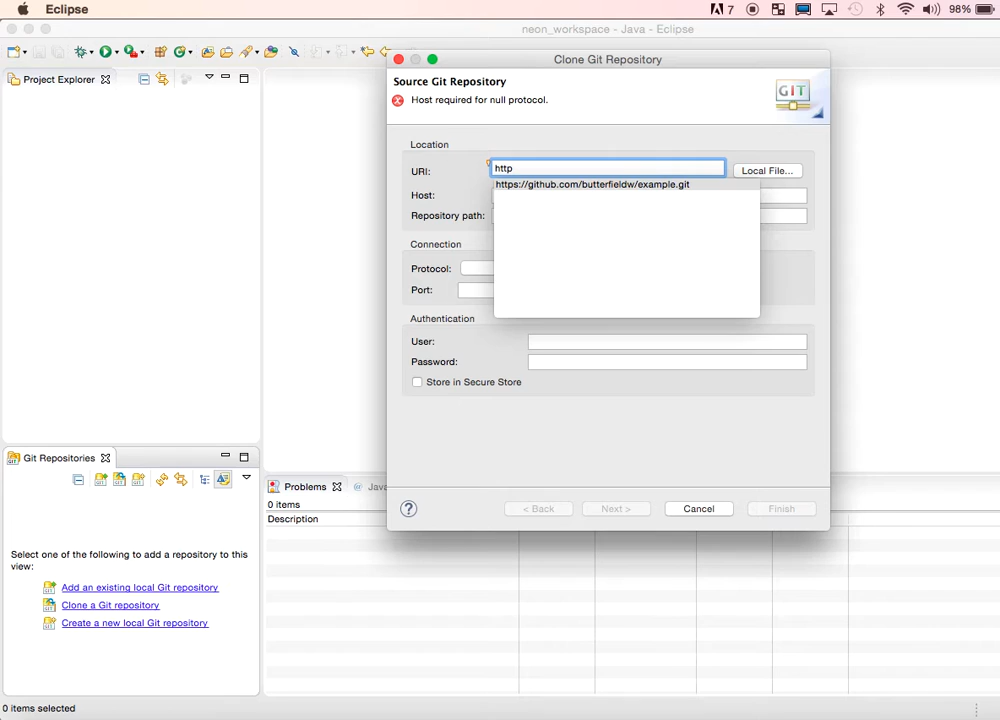 Eclipse
7
98%
neon_workspace - Java - Eclipse
Project Explorer
Clone Git Repository
Source Git Repository
Host required for null protocol.
GIT
Location
URI:
http
Local File...
https://github.com/butterfieldw/example.git
Host:
Repository path:
Connection
Protocol:
Port:
Authentication
User:
Password:
Store in Secure Store
?
< Back
Next >
Cancel
Finish
Git Repositories
Select one of the following to add a repository to this
view:
Add an existing local Git repository
Clone a Git repository
Create a new local Git repository
Problems
@ Java
0 items
Description
0 items selected